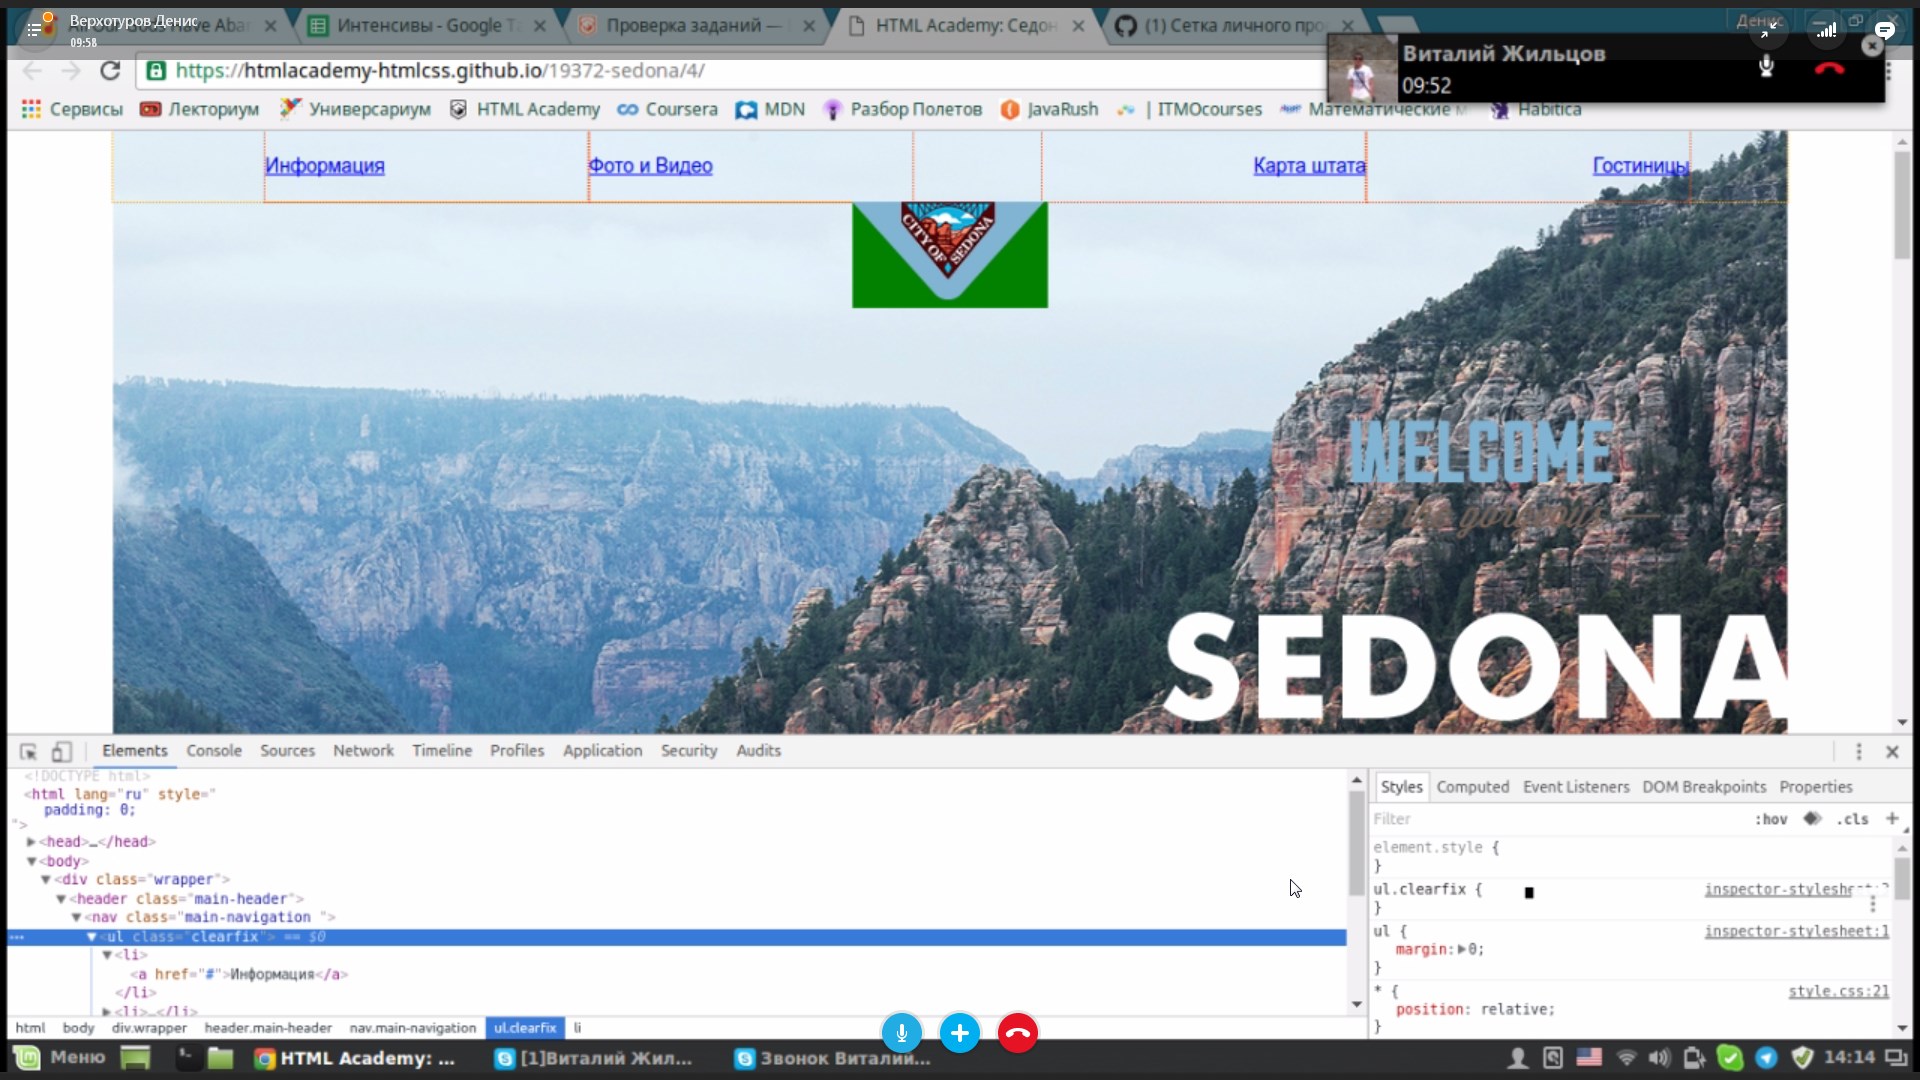 Верхотуров Денис
09:58
Интенсивы - Google Т
Проверка заданий —
HTML Academy: Седон
(1) Сетка личного про
Денис
Виталий Жильцов
09:52
https://htmlacademy-htmlcss.github.io/19372-sedona/4/
Сервисы
Лекториум
Универсариум
HTML Academy
Coursera
MDN
Разбор Полетов
JavaRush
| ITMOcourses
Математические
Habitica
Информация
Фото и Видео
Карта штата
Гостиницы
CITY OF SEDONA
WELCOME
to the gorgeous
SEDONA
Elements Console Sources Network Timeline Profiles Application Security Audits
<!DOCTYPE html>
<html lang="ru" style="
padding: 0;
">
<head>…</head>
<body>
<div class="wrapper">
<header class="main-header">
<nav class="main-navigation ">
<ul class="clearfix"> == $0
<li>
<a href="#">Информация</a>
</li>
<li>…</li>
html body div.wrapper header.main-header nav.main-navigation ul.clearfix li
Styles Computed Event Listeners DOM Breakpoints Properties
Filter :hov .cls +
element.style {
}
ul.clearfix {
}
ul { inspector-stylesheet:1
margin: 0;
}
* { style.css:21
position: relative;
}
Меню
HTML Academy: ...
[1]Виталий Жил...
Звонок Виталии...
14:14